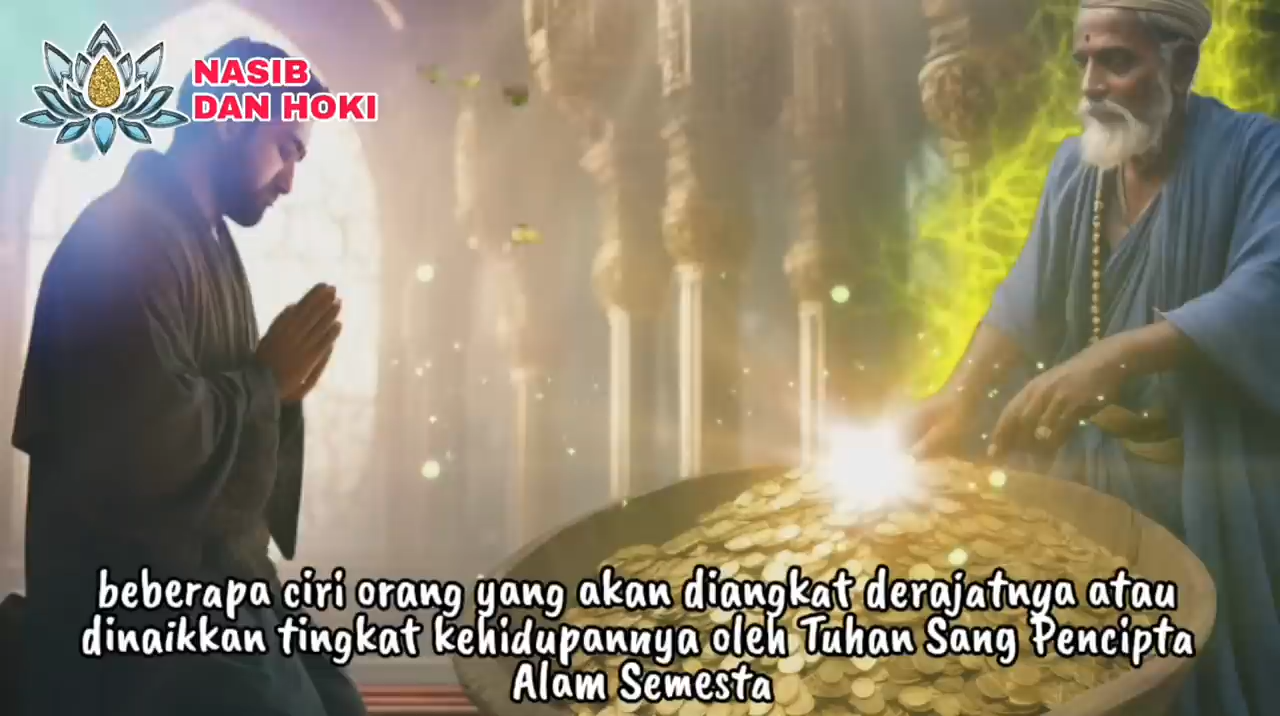 NASIB
DAN HOKI
beberapa ciri orang yang akan diangkat derajatnya atau
dinaikkan tingkat kehidupannya oleh Tuhan Sang Pencipta
Alam Semesta